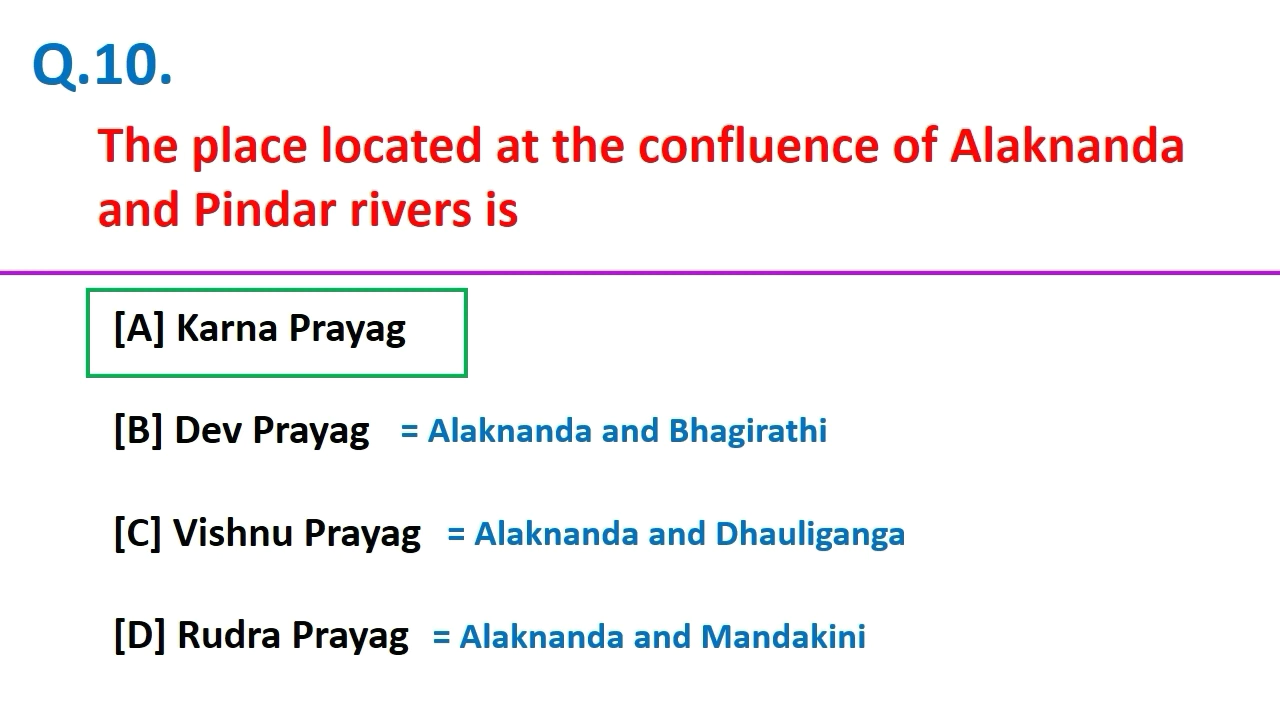 Q.10.
The place located at the confluence of Alaknanda
and Pindar rivers is
[A] Karna Prayag
[B] Dev Prayag = Alaknanda and Bhagirathi
[C] Vishnu Prayag = Alaknanda and Dhauliganga
[D] Rudra Prayag = Alaknanda and Mandakini